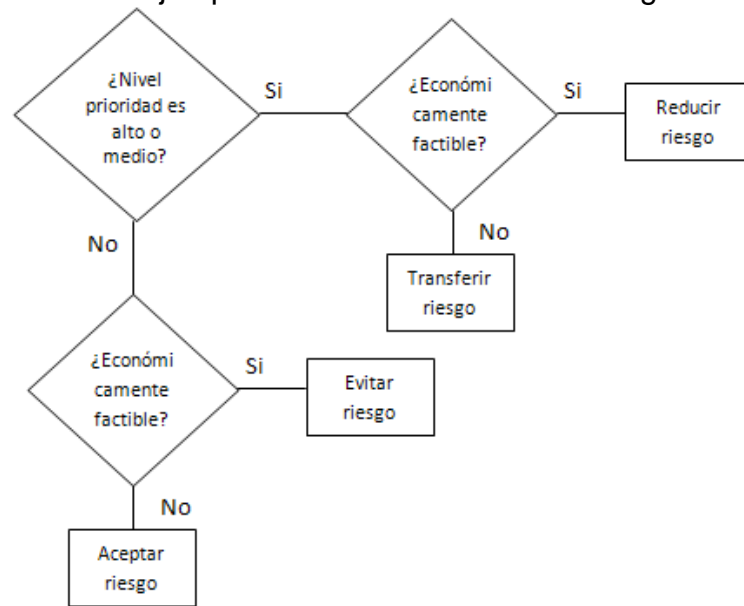 ¿Nivel
prioridad es
alto o
medio?
Si
¿Económi
camente
factible?
Si
Reducir
riesgo
No
Transferir
riesgo
No
¿Económi
camente
factible?
Si
Evitar
riesgo
No
Aceptar
riesgo